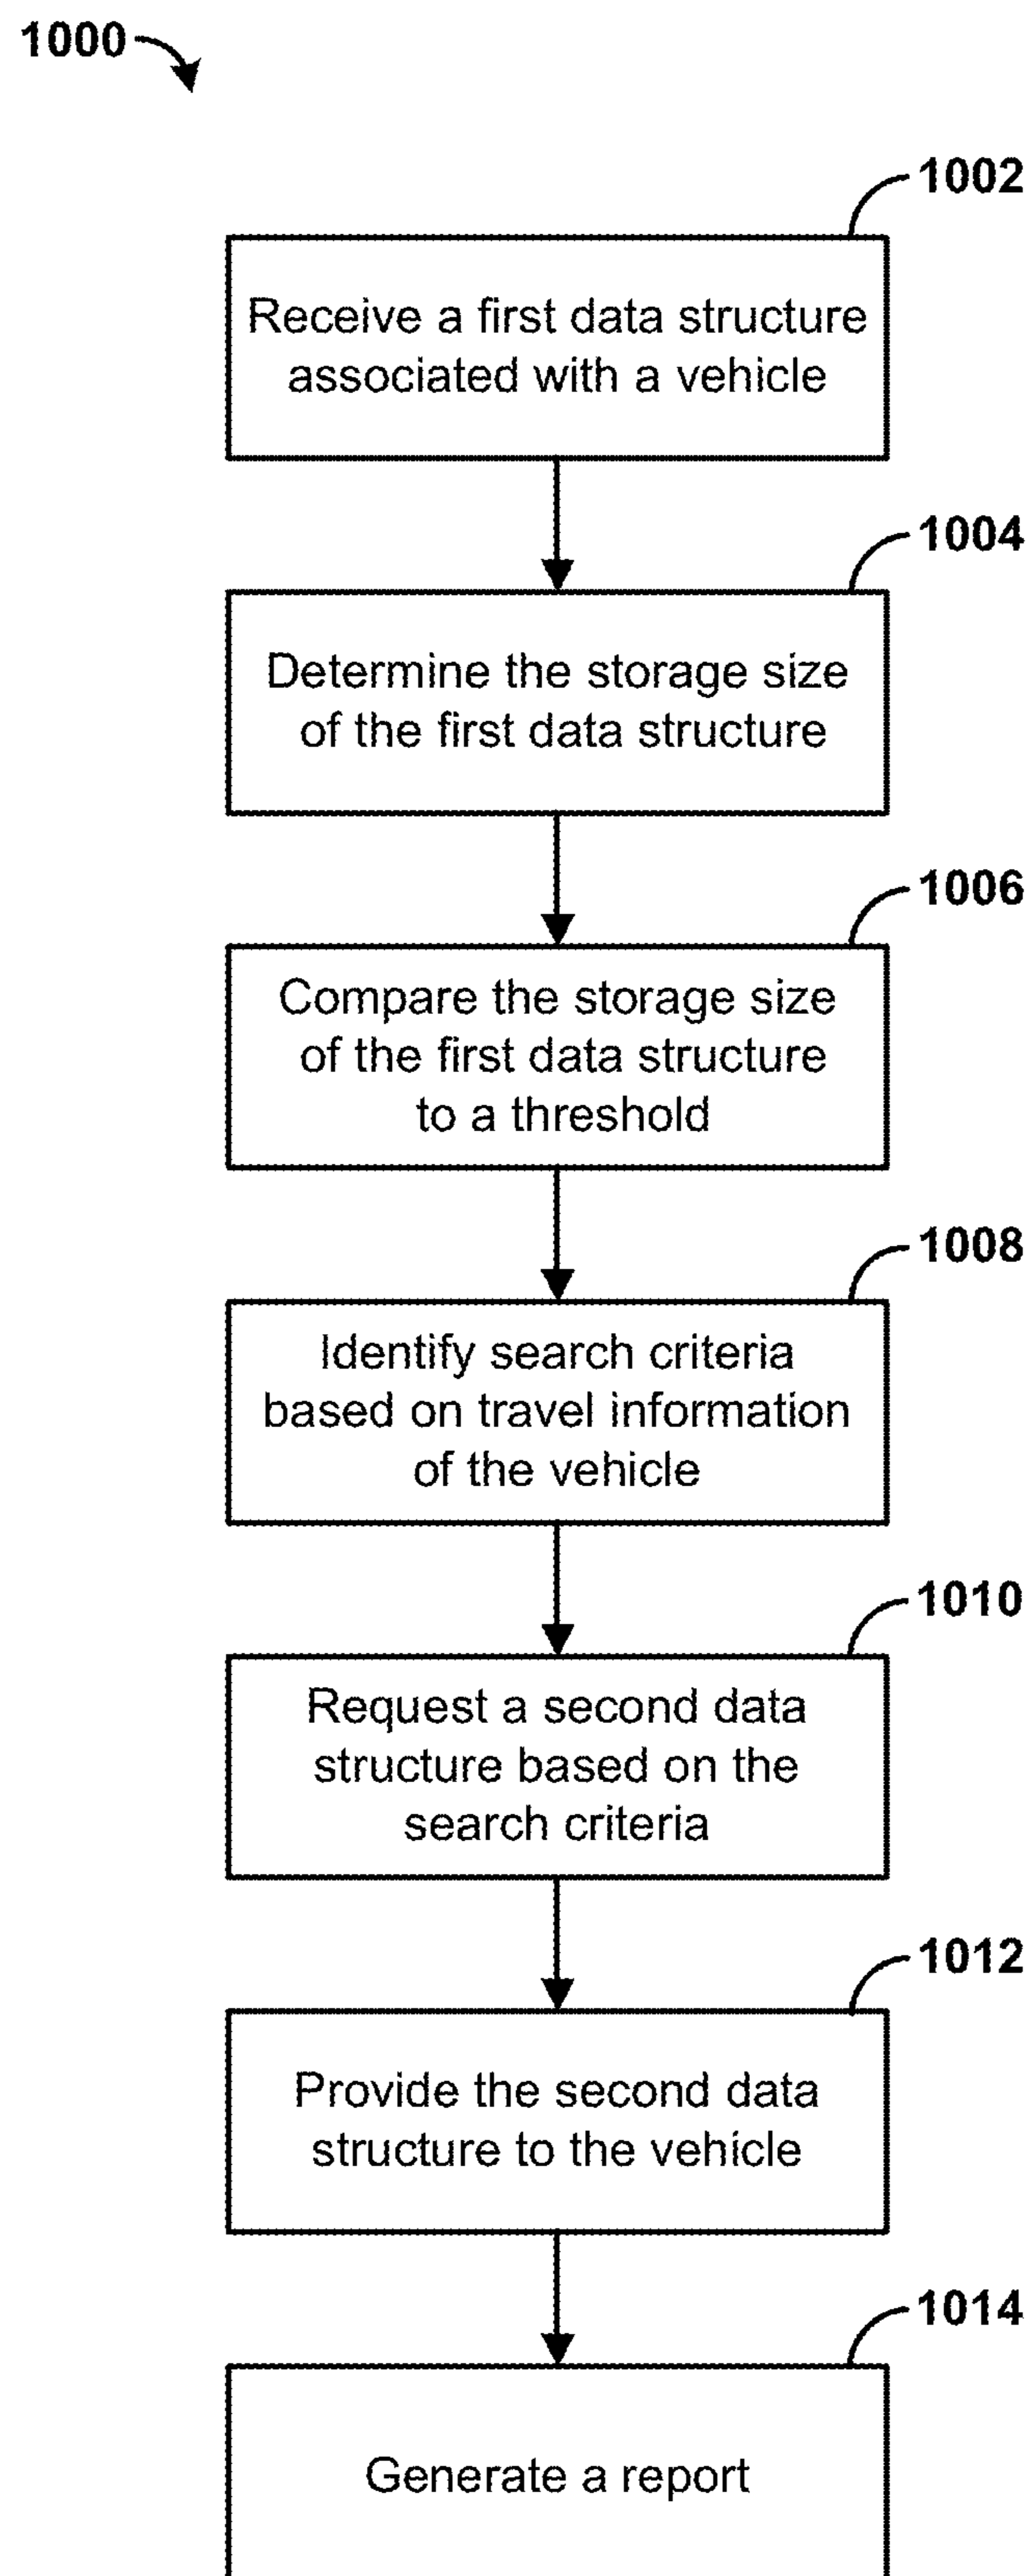 1000
1002
Receive a first data structure
associated with a vehicle
1004
Determine the storage size
of the first data structure
1006
Compare the storage size
of the first data structure
to a threshold
1008
Identify search criteria
based on travel information
of the vehicle
1010
Request a second data
structure based on the
search criteria
1012
Provide the second data
structure to the vehicle
1014
Generate a report